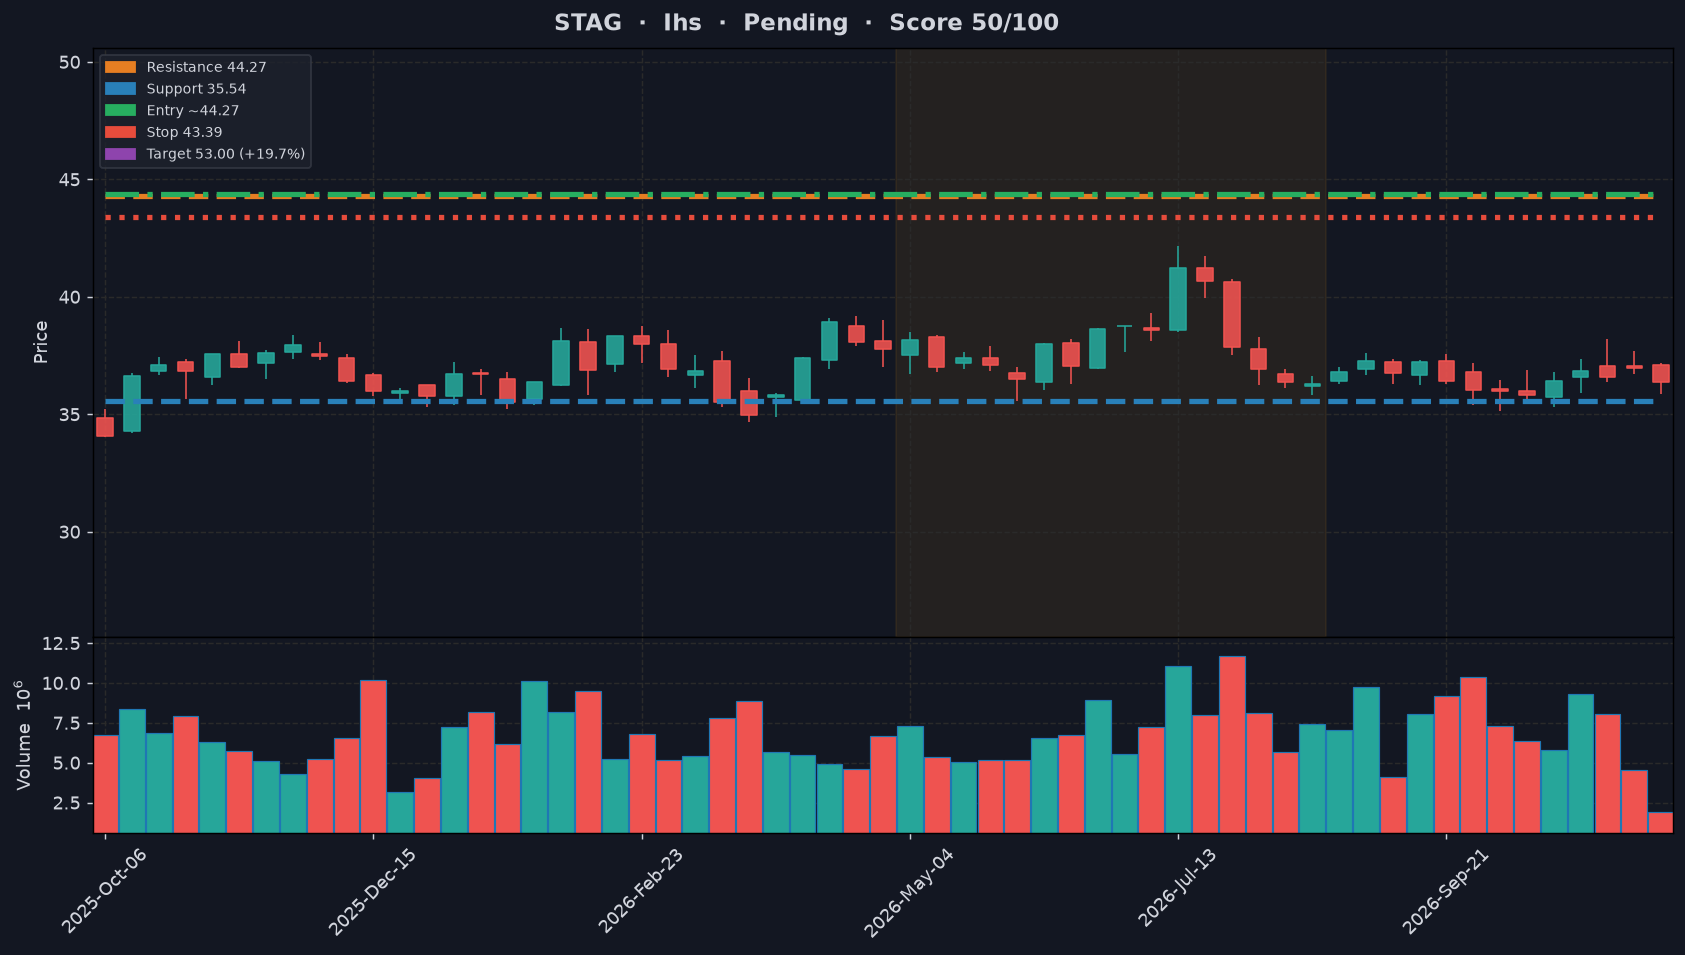 STAG · Ihs · Pending · Score 50/100
Resistance 44.27
Support 35.54
Entry ~44.27
Stop 43.39
Target 53.00 (+19.7%)
50
45
40
35
30
Price
12.5
10.0
7.5
5.0
2.5
Volume 10⁶
2025-Oct-06
2025-Dec-15
2026-Feb-23
2026-May-04
2026-Jul-13
2026-Sep-21